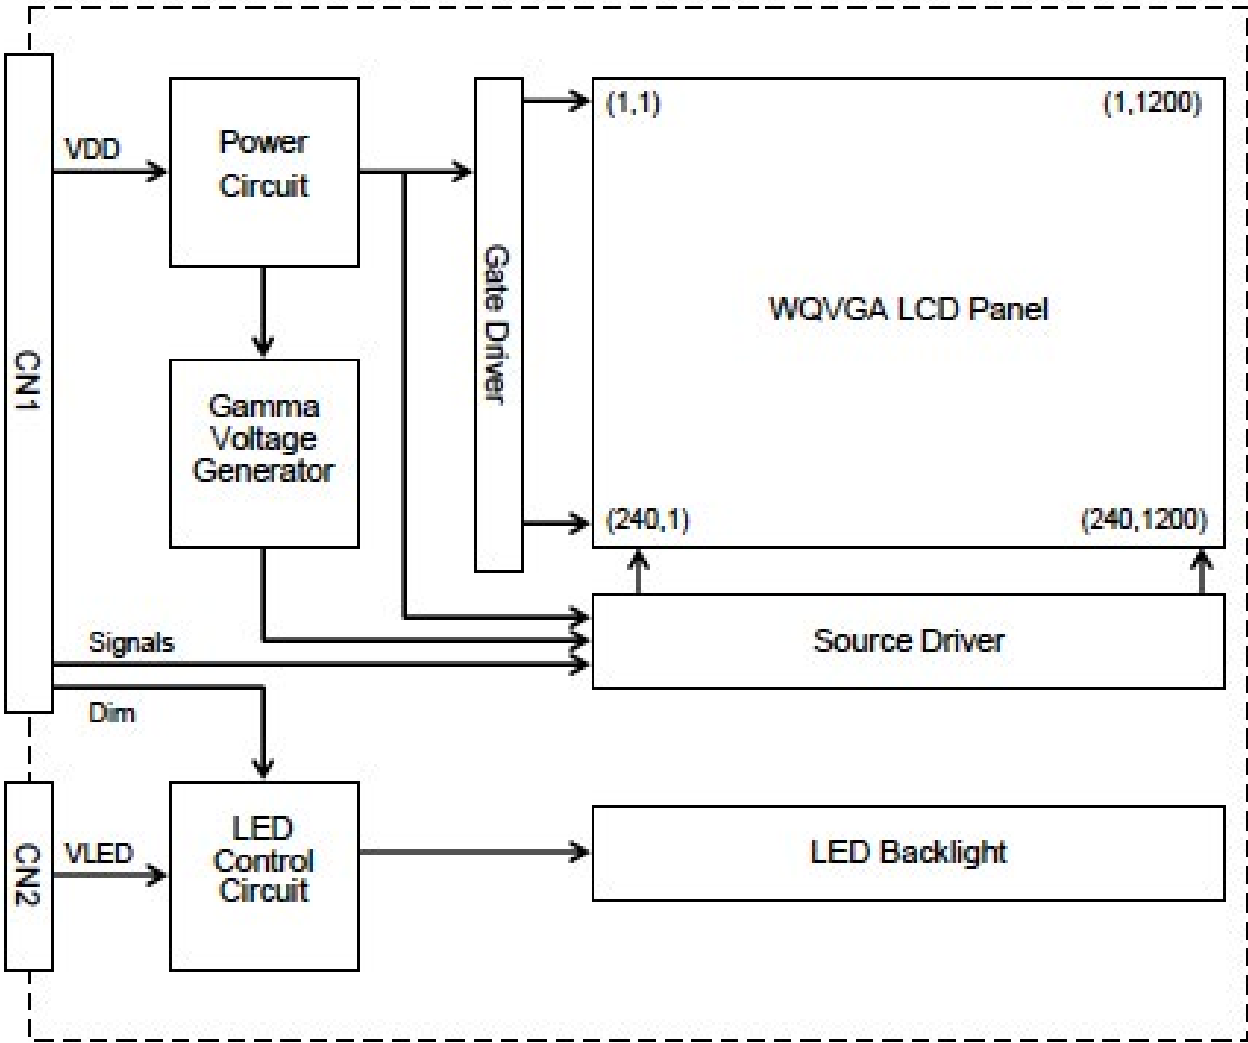 CN1
VDD
Power
Circuit
Gamma
Voltage
Generator
Gate Driver
(1,1)
(1,1200)
WQVGA LCD Panel
(240,1)
(240,1200)
Signals
Source Driver
Dim
CN2
VLED
LED
Control
Circuit
LED Backlight